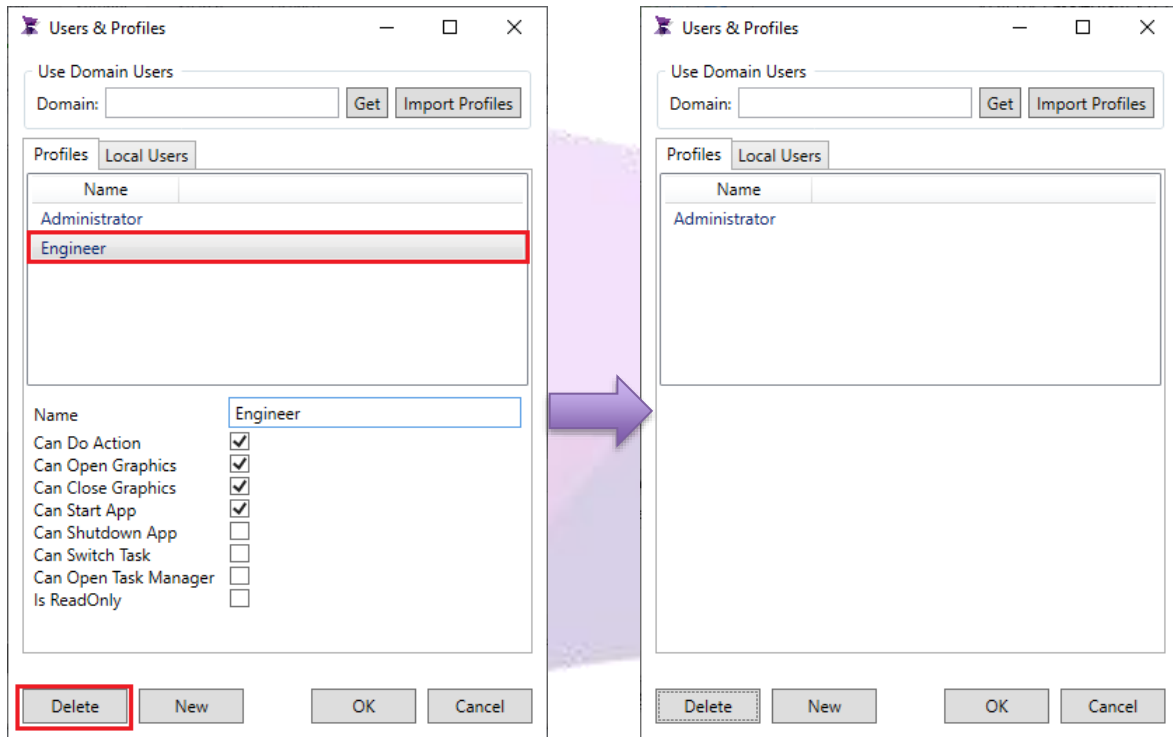 Users & Profiles
Use Domain Users
Domain:
Get
Import Profiles
Profiles
Local Users
Name
Administrator
Engineer
Name
Engineer
Can Do Action
Can Open Graphics
Can Close Graphics
Can Start App
Can Shutdown App
Can Switch Task
Can Open Task Manager
Is ReadOnly
Delete
New
OK
Cancel
Users & Profiles
Use Domain Users
Domain:
Get
Import Profiles
Profiles
Local Users
Name
Administrator
Delete
New
OK
Cancel